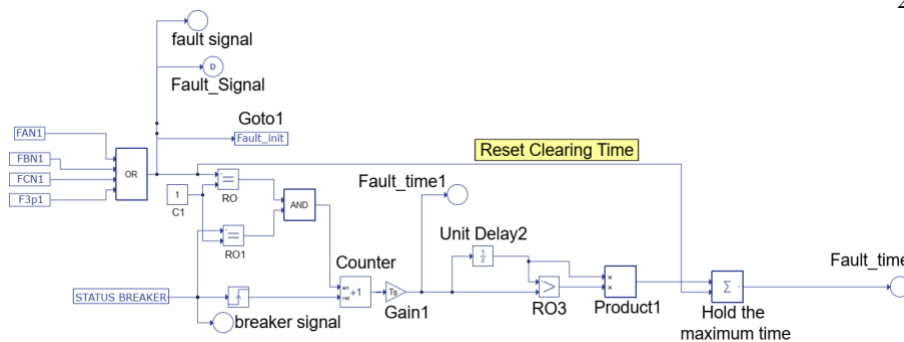 2
fault signal
D
Fault_Signal
Goto1
Fault_init
FAN1
FBN1
FCN1
F3p1
OR
Reset Clearing Time
1
C1
=
RO
AND
=
RO1
Fault_time1
Unit Delay2
1/z
Counter
en
rst
+1
Ts
Gain1
>
RO3
×
×
Product1
Σ
Hold the
maximum time
Fault_time
STATUS BREAKER
breaker signal